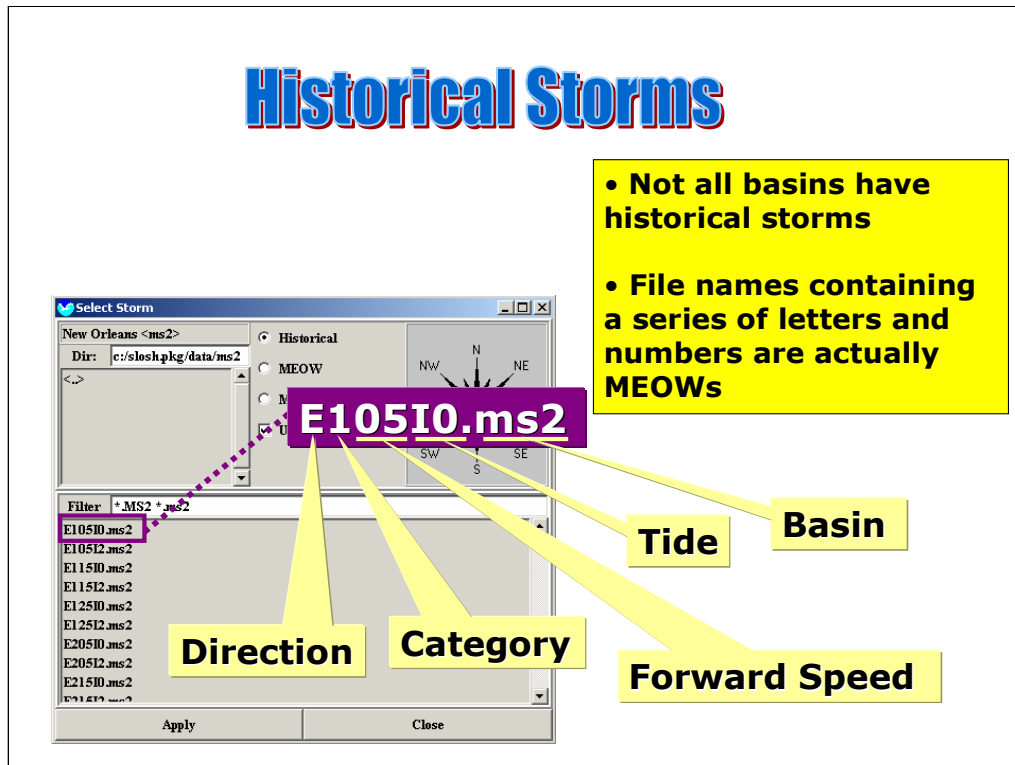 Historical Storms
• Not all basins have
historical storms
• File names containing
a series of letters and
numbers are actually
MEOWs
Select Storm
New Orleans <ms2>
Dir: c:/slosh.pkg/data/ms2
<..>
Historical
MEOW
M
U
N
NW
NE
SW
SE
S
E105I0.ms2
Filter *.MS2 *.ms2
E105I0.ms2
E105I2.ms2
E115I0.ms2
E115I2.ms2
E125I0.ms2
E125I2.ms2
E205I0.ms2
E205I2.ms2
E215I0.ms2
E215I2.ms2
Apply
Close
Direction
Category
Tide
Basin
Forward Speed